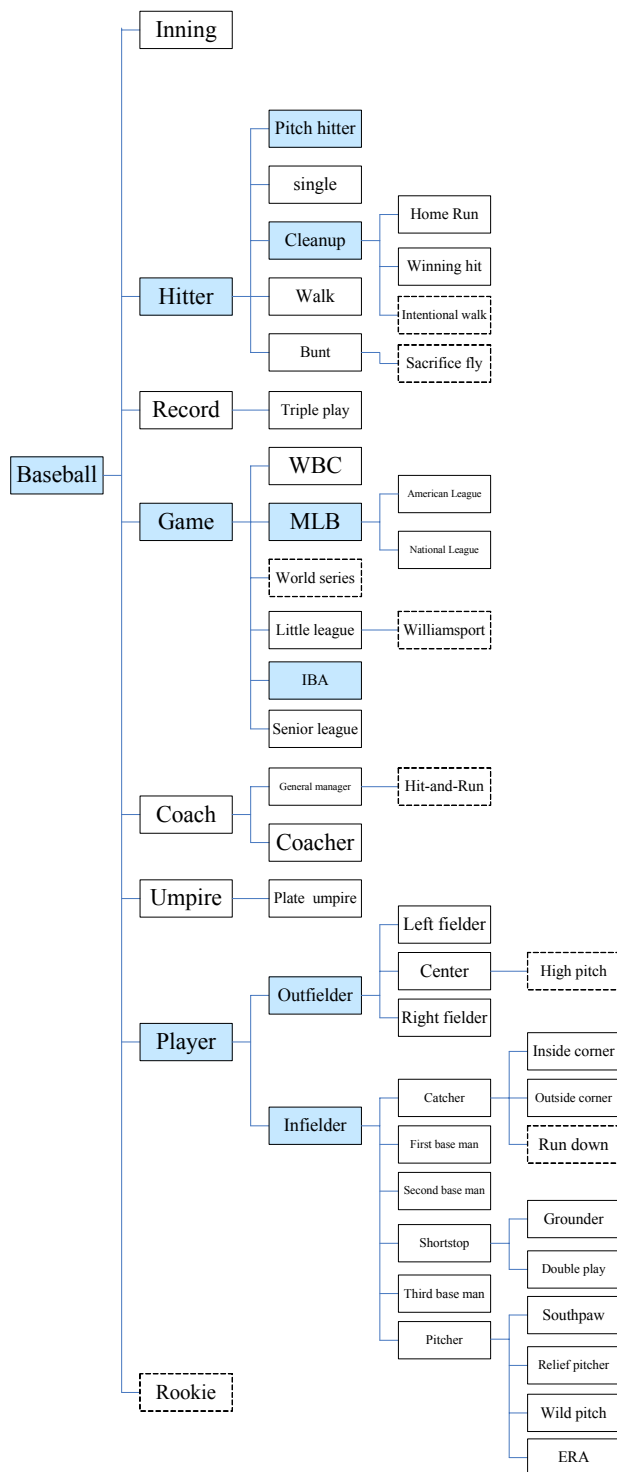 Inning
Pitch hitter
single
Home Run
Cleanup
Winning hit
Hitter
Walk
Intentional walk
Bunt
Sacrifice fly
Record
Triple play
Baseball
WBC
American League
Game
MLB
National League
World series
Little league
Williamsport
IBA
Senior league
General manager
Hit-and-Run
Coach
Coacher
Umpire
Plate umpire
Left fielder
Center
High pitch
Outfielder
Right fielder
Player
Inside corner
Catcher
Outside corner
Infielder
First base man
Run down
Second base man
Grounder
Shortstop
Double play
Third base man
Southpaw
Pitcher
Relief pitcher
Rookie
Wild pitch
ERA